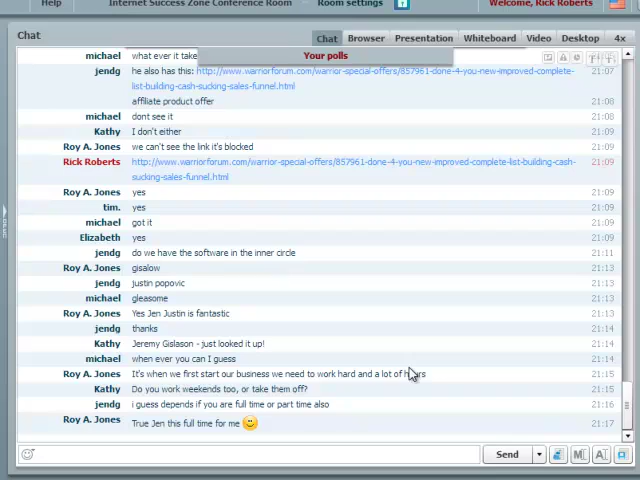 Help Internet Success Zone Conference Room Room settings Welcome, Rick Roberts
Chat
Chat Browser Presentation Whiteboard Video Desktop 4x
michael what ever it take
Your polls
jendg he also has this: http://www.warriorforum.com/warrior-special-offers/857961-done-4-you-new-improved-complete- 21:07
list-building-cash-sucking-sales-funnel.html
affiliate product offer 21:08
michael dont see it 21:08
Kathy I don't either 21:09
Roy A. Jones we can't see the link it's blocked 21:09
Rick Roberts http://www.warriorforum.com/warrior-special-offers/857961-done-4-you-new-improved-complete-list-building-cash- 21:09
sucking-sales-funnel.html
Roy A. Jones yes 21:09
tim. yes 21:09
michael got it 21:09
Elizabeth yes 21:09
jendg do we have the software in the inner circle 21:11
Roy A. Jones gisalow 21:13
jendg justin popovic 21:13
michael gleasome 21:13
Roy A. Jones Yes Jen Justin is fantastic 21:13
jendg thanks 21:14
Kathy Jeremy Gislason - just looked it up! 21:14
michael when ever you can I guess 21:14
Roy A. Jones It's when we first start our business we need to work hard and a lot of hours 21:15
Kathy Do you work weekends too, or take them off? 21:15
jendg i guess depends if you are full time or part time also 21:16
Roy A. Jones True Jen this full time for me 21:17
Send